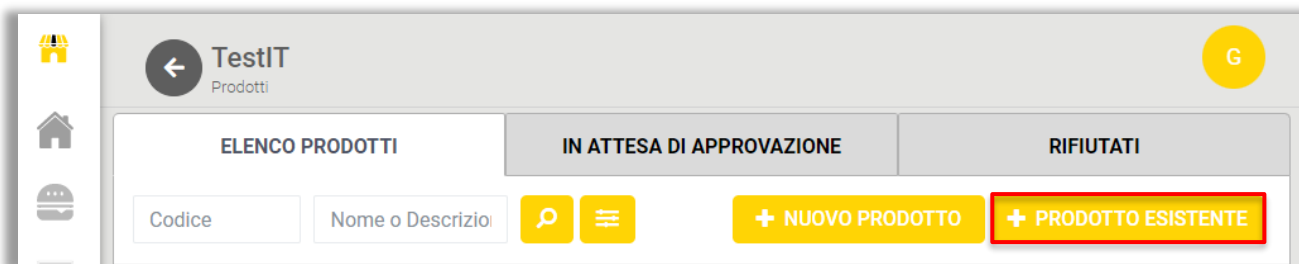 TestIT
G
Prodotti
ELENCO PRODOTTI
IN ATTESA DI APPROVAZIONE
RIFIUTATI
Codice
Nome o Descrizio
NUOVO PRODOTTO
PRODOTTO ESISTENTE